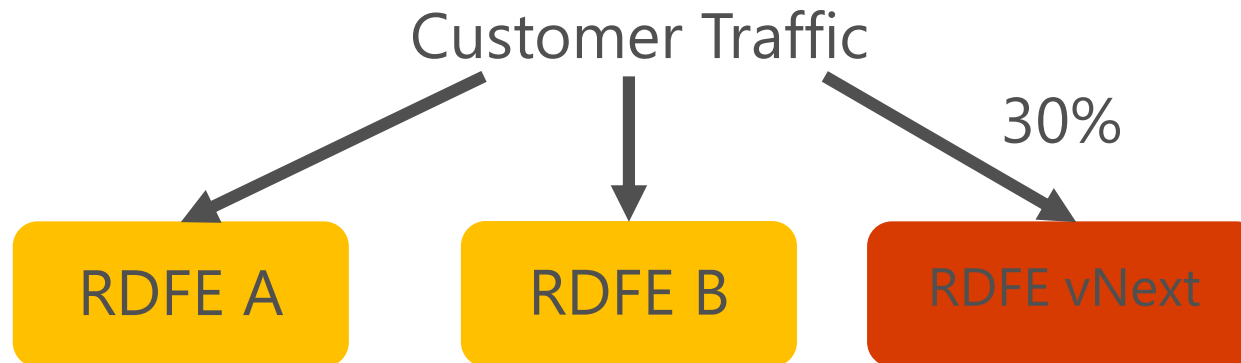 Customer Traffic
30%
RDFE A
RDFE B
RDFE vNext